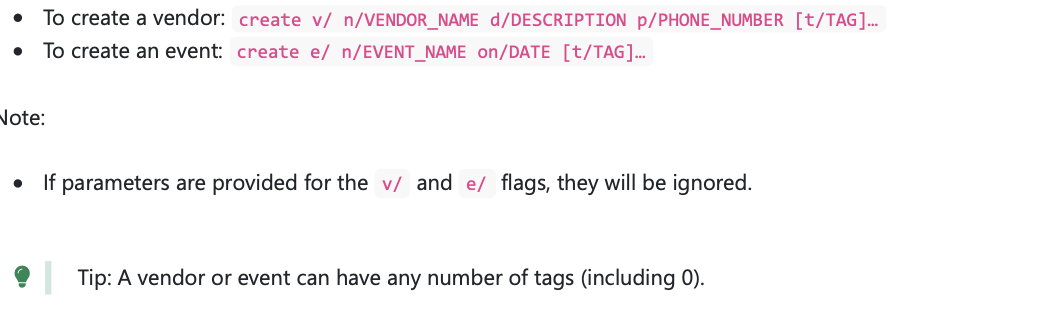 • To create a vendor: create v/ n/VENDOR_NAME d/DESCRIPTION p/PHONE_NUMBER [t/TAG]…
• To create an event: create e/ n/EVENT_NAME on/DATE [t/TAG]…
Note:
• If parameters are provided for the v/ and e/ flags, they will be ignored.
Tip: A vendor or event can have any number of tags (including 0).